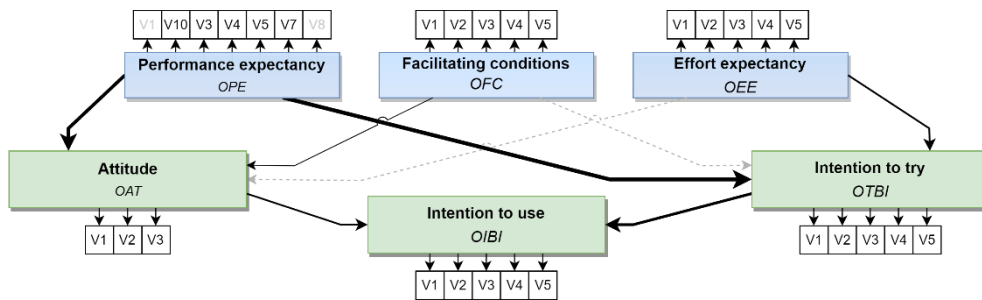 V1 V10 V3 V4 V5 V7 V8
V1 V2 V3 V4 V5
V1 V2 V3 V4 V5
Performance expectancy
OPE
Facilitating conditions
OFC
Effort expectancy
OEE
Attitude
OAT
Intention to try
OTBI
Intention to use
OIBI
V1 V2 V3
V1 V2 V3 V4 V5
V1 V2 V3 V4 V5